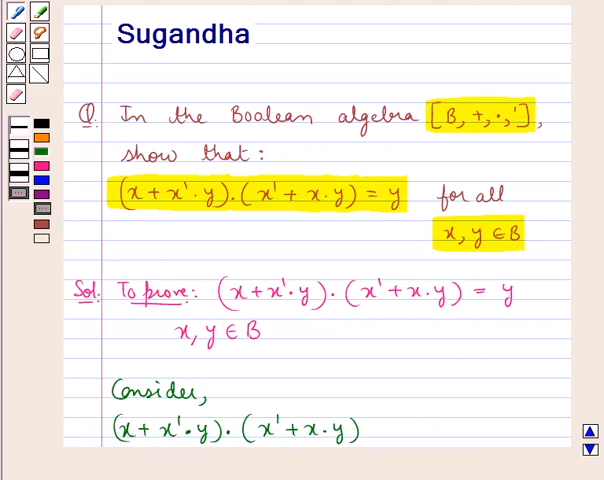 Sugandha
Q. In the Boolean algebra [B, +, ·, '],
show that :
(x + x' · y) · (x' + x · y) = y for all
x, y ∈ B
Sol. To prove: (x + x' · y) · (x' + x · y) = y
x, y ∈ B
Consider,
(x + x' · y) · (x' + x · y)